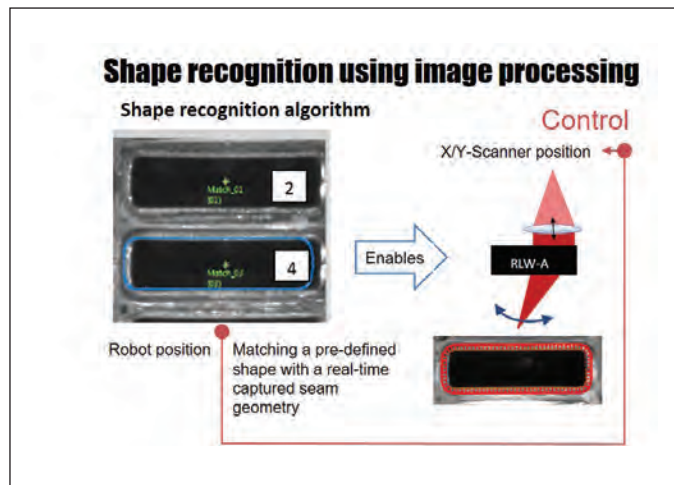 Shape recognition using image processing
Shape recognition algorithm
Control
X/Y-Scanner position
2
Match_01
4
Enables
RLW-A
Robot position
Matching a pre-defined
shape with a real-time
captured seam
geometry